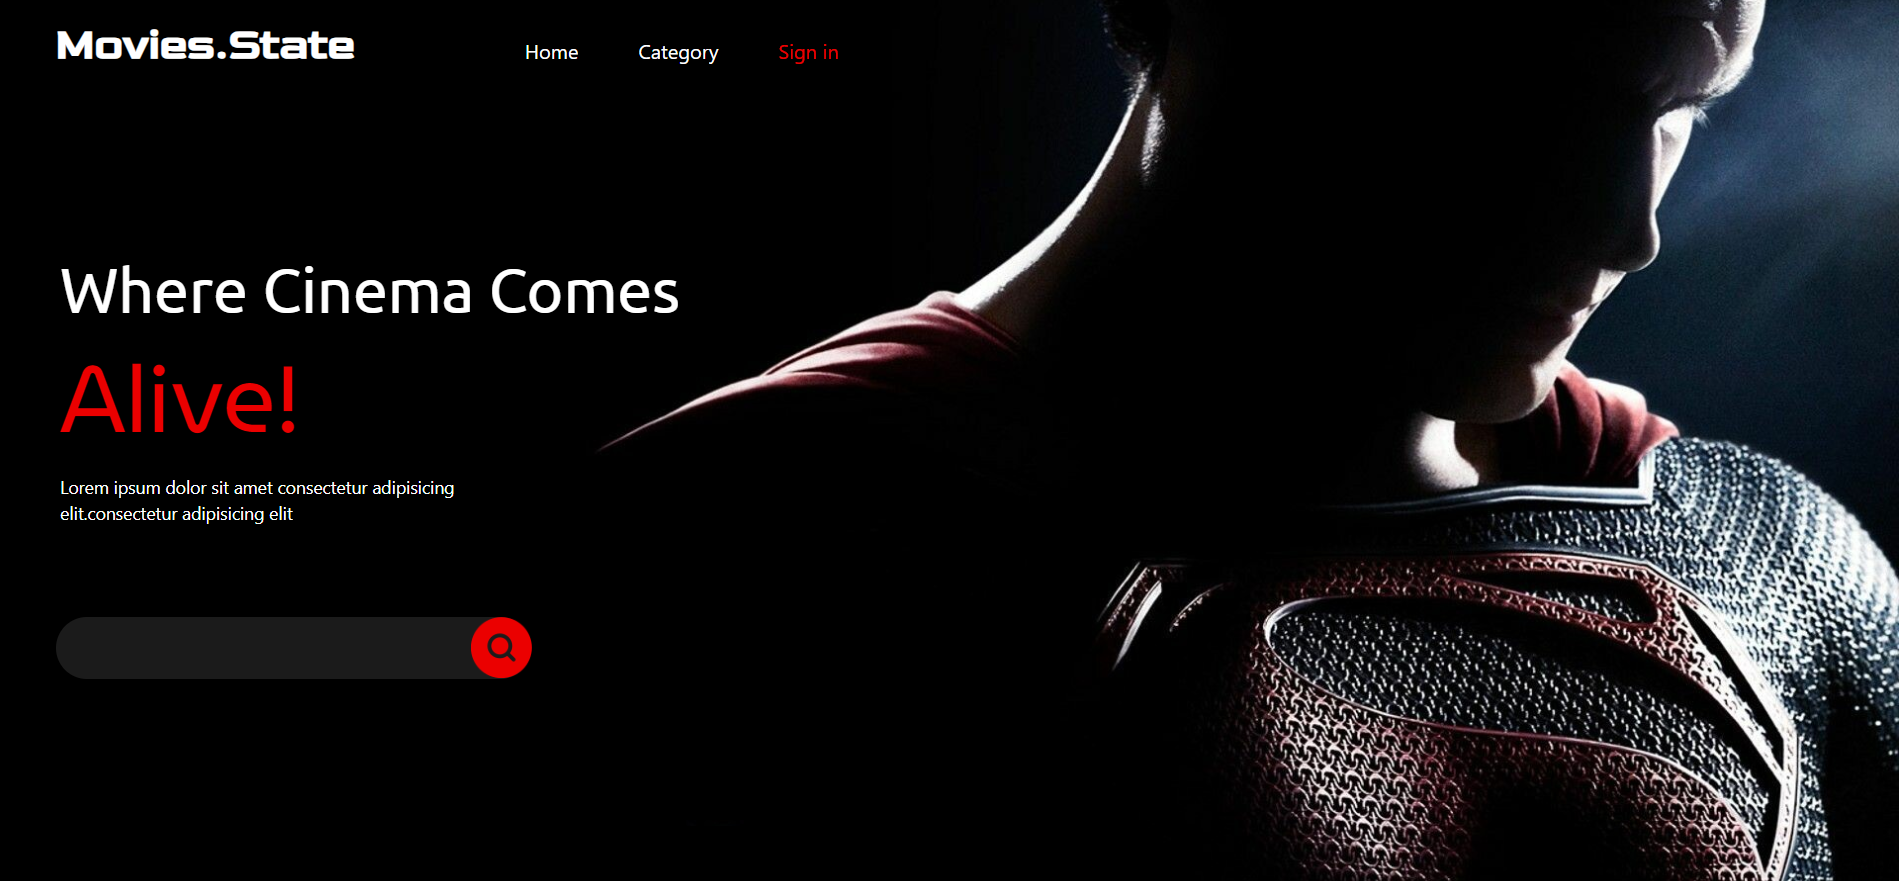 Movies.State
Home Category Sign in
Where Cinema Comes
Alive!
Lorem ipsum dolor sit amet consectetur adipisicing
elit.consectetur adipisicing elit